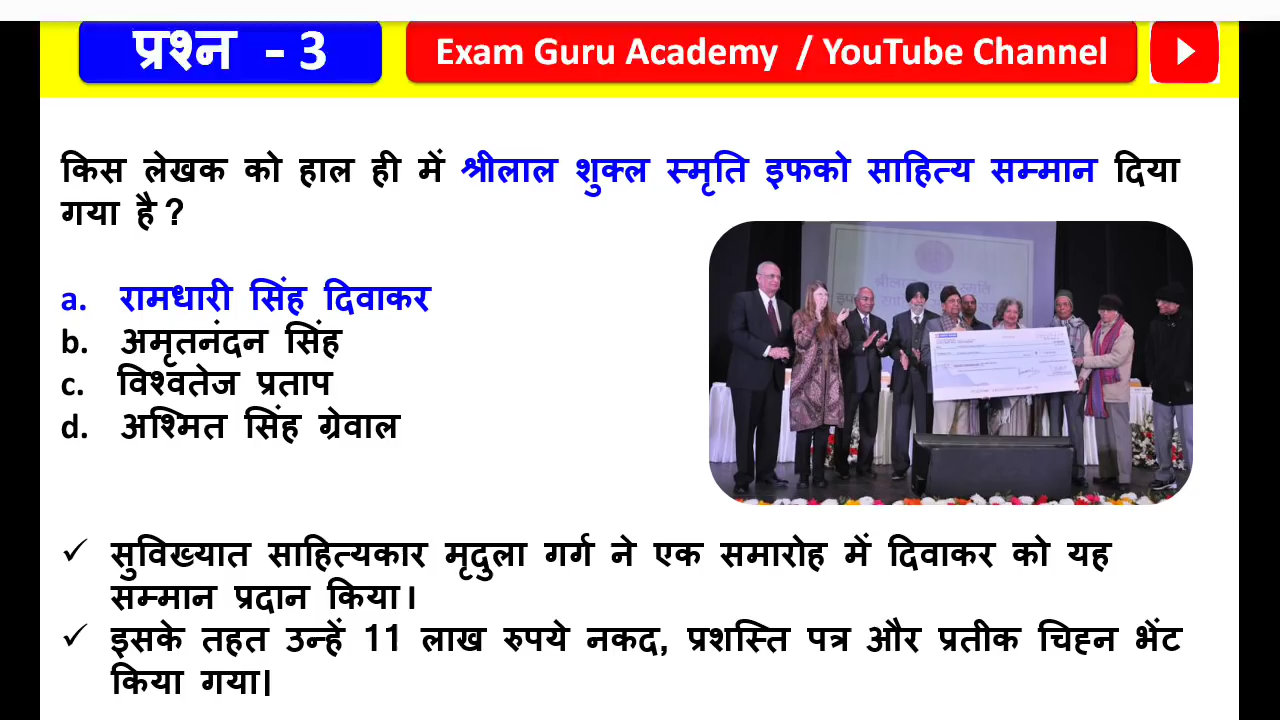 प्रश्न - 3
Exam Guru Academy / YouTube Channel
किस लेखक को हाल ही में श्रीलाल शुक्ल स्मृति इफको साहित्य सम्मान दिया
गया है ?
a. रामधारी सिंह दिवाकर
b. अमृतनंदन सिंह
c. विश्वतेज प्रताप
d. अश्मित सिंह ग्रेवाल
✓ सुविख्यात साहित्यकार मृदुला गर्ग ने एक समारोह में दिवाकर को यह
सम्मान प्रदान किया।
✓ इसके तहत उन्हें 11 लाख रुपये नकद, प्रशस्ति पत्र और प्रतीक चिह्न भेंट
किया गया।